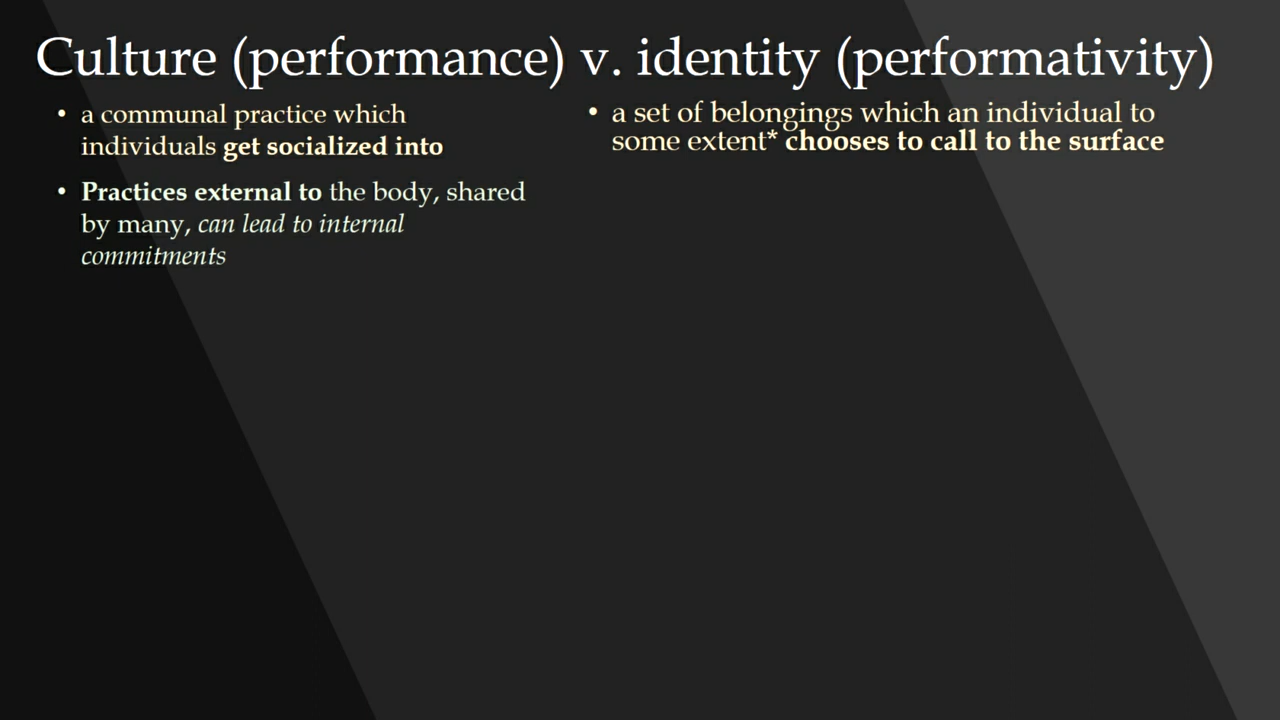 Culture (performance) v. identity (performativity)
• a communal practice which
individuals get socialized into
• Practices external to the body, shared
by many, can lead to internal
commitments
• a set of belongings which an individual to
some extent* chooses to call to the surface